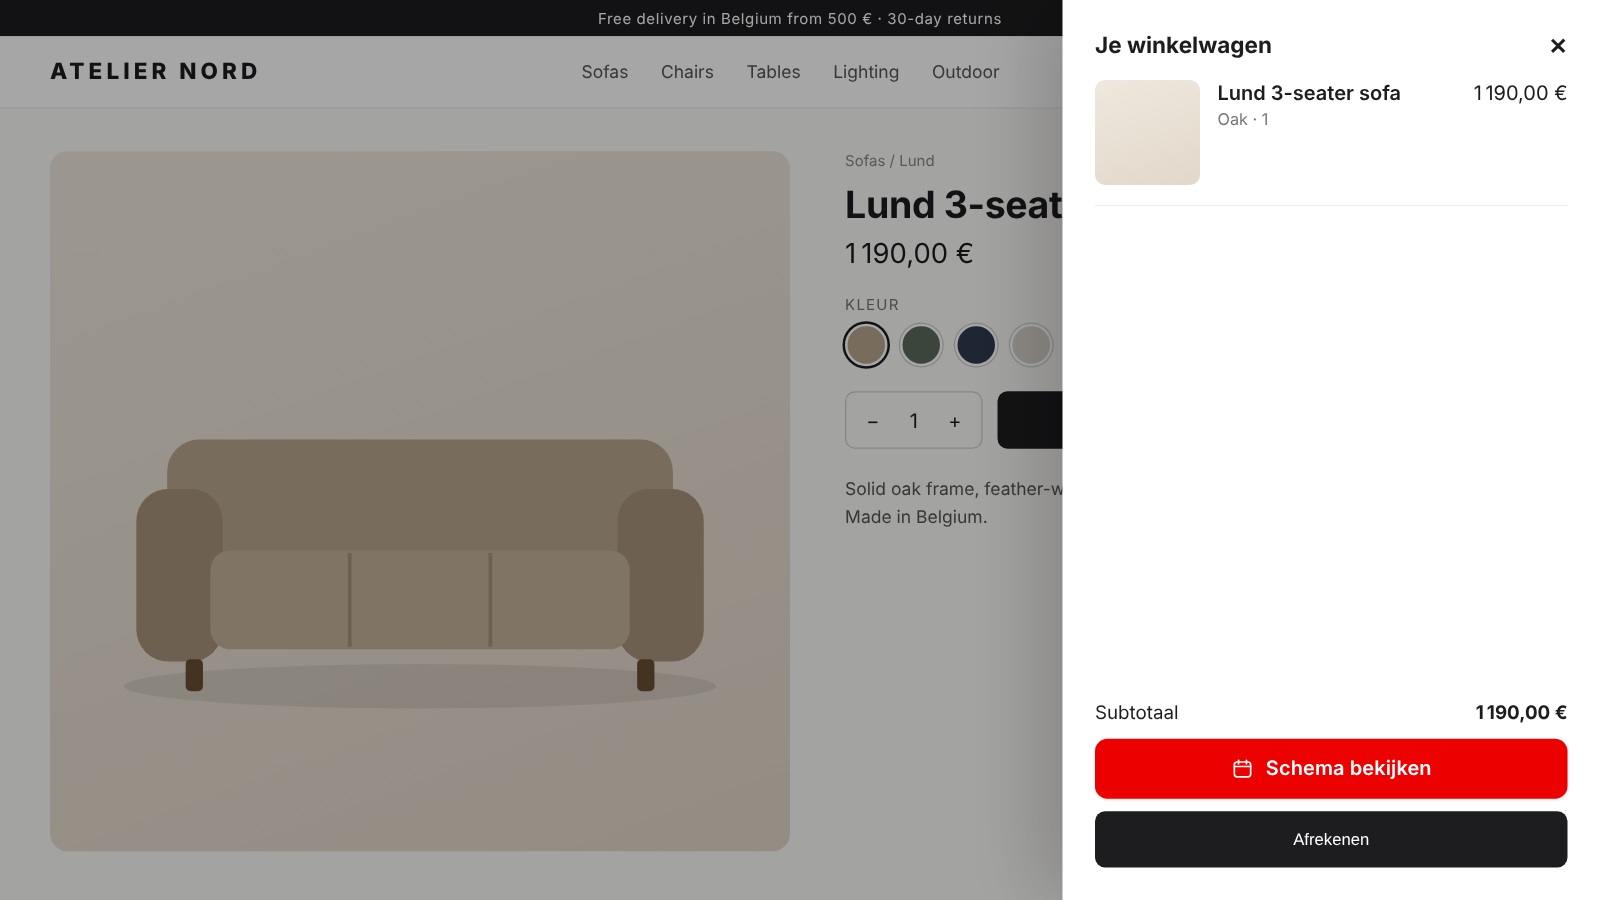 Free delivery in Belgium from 500 € · 30-day returns
ATELIER NORD
Sofas
Chairs
Tables
Lighting
Outdoor
Sofas / Lund
Lund 3-seat
1 190,00 €
KLEUR
− 1 +
Solid oak frame, feather-w
Made in Belgium.
Je winkelwagen ✕
Lund 3-seater sofa 1 190,00 €
Oak · 1
Subtotaal 1 190,00 €
Schema bekijken
Afrekenen